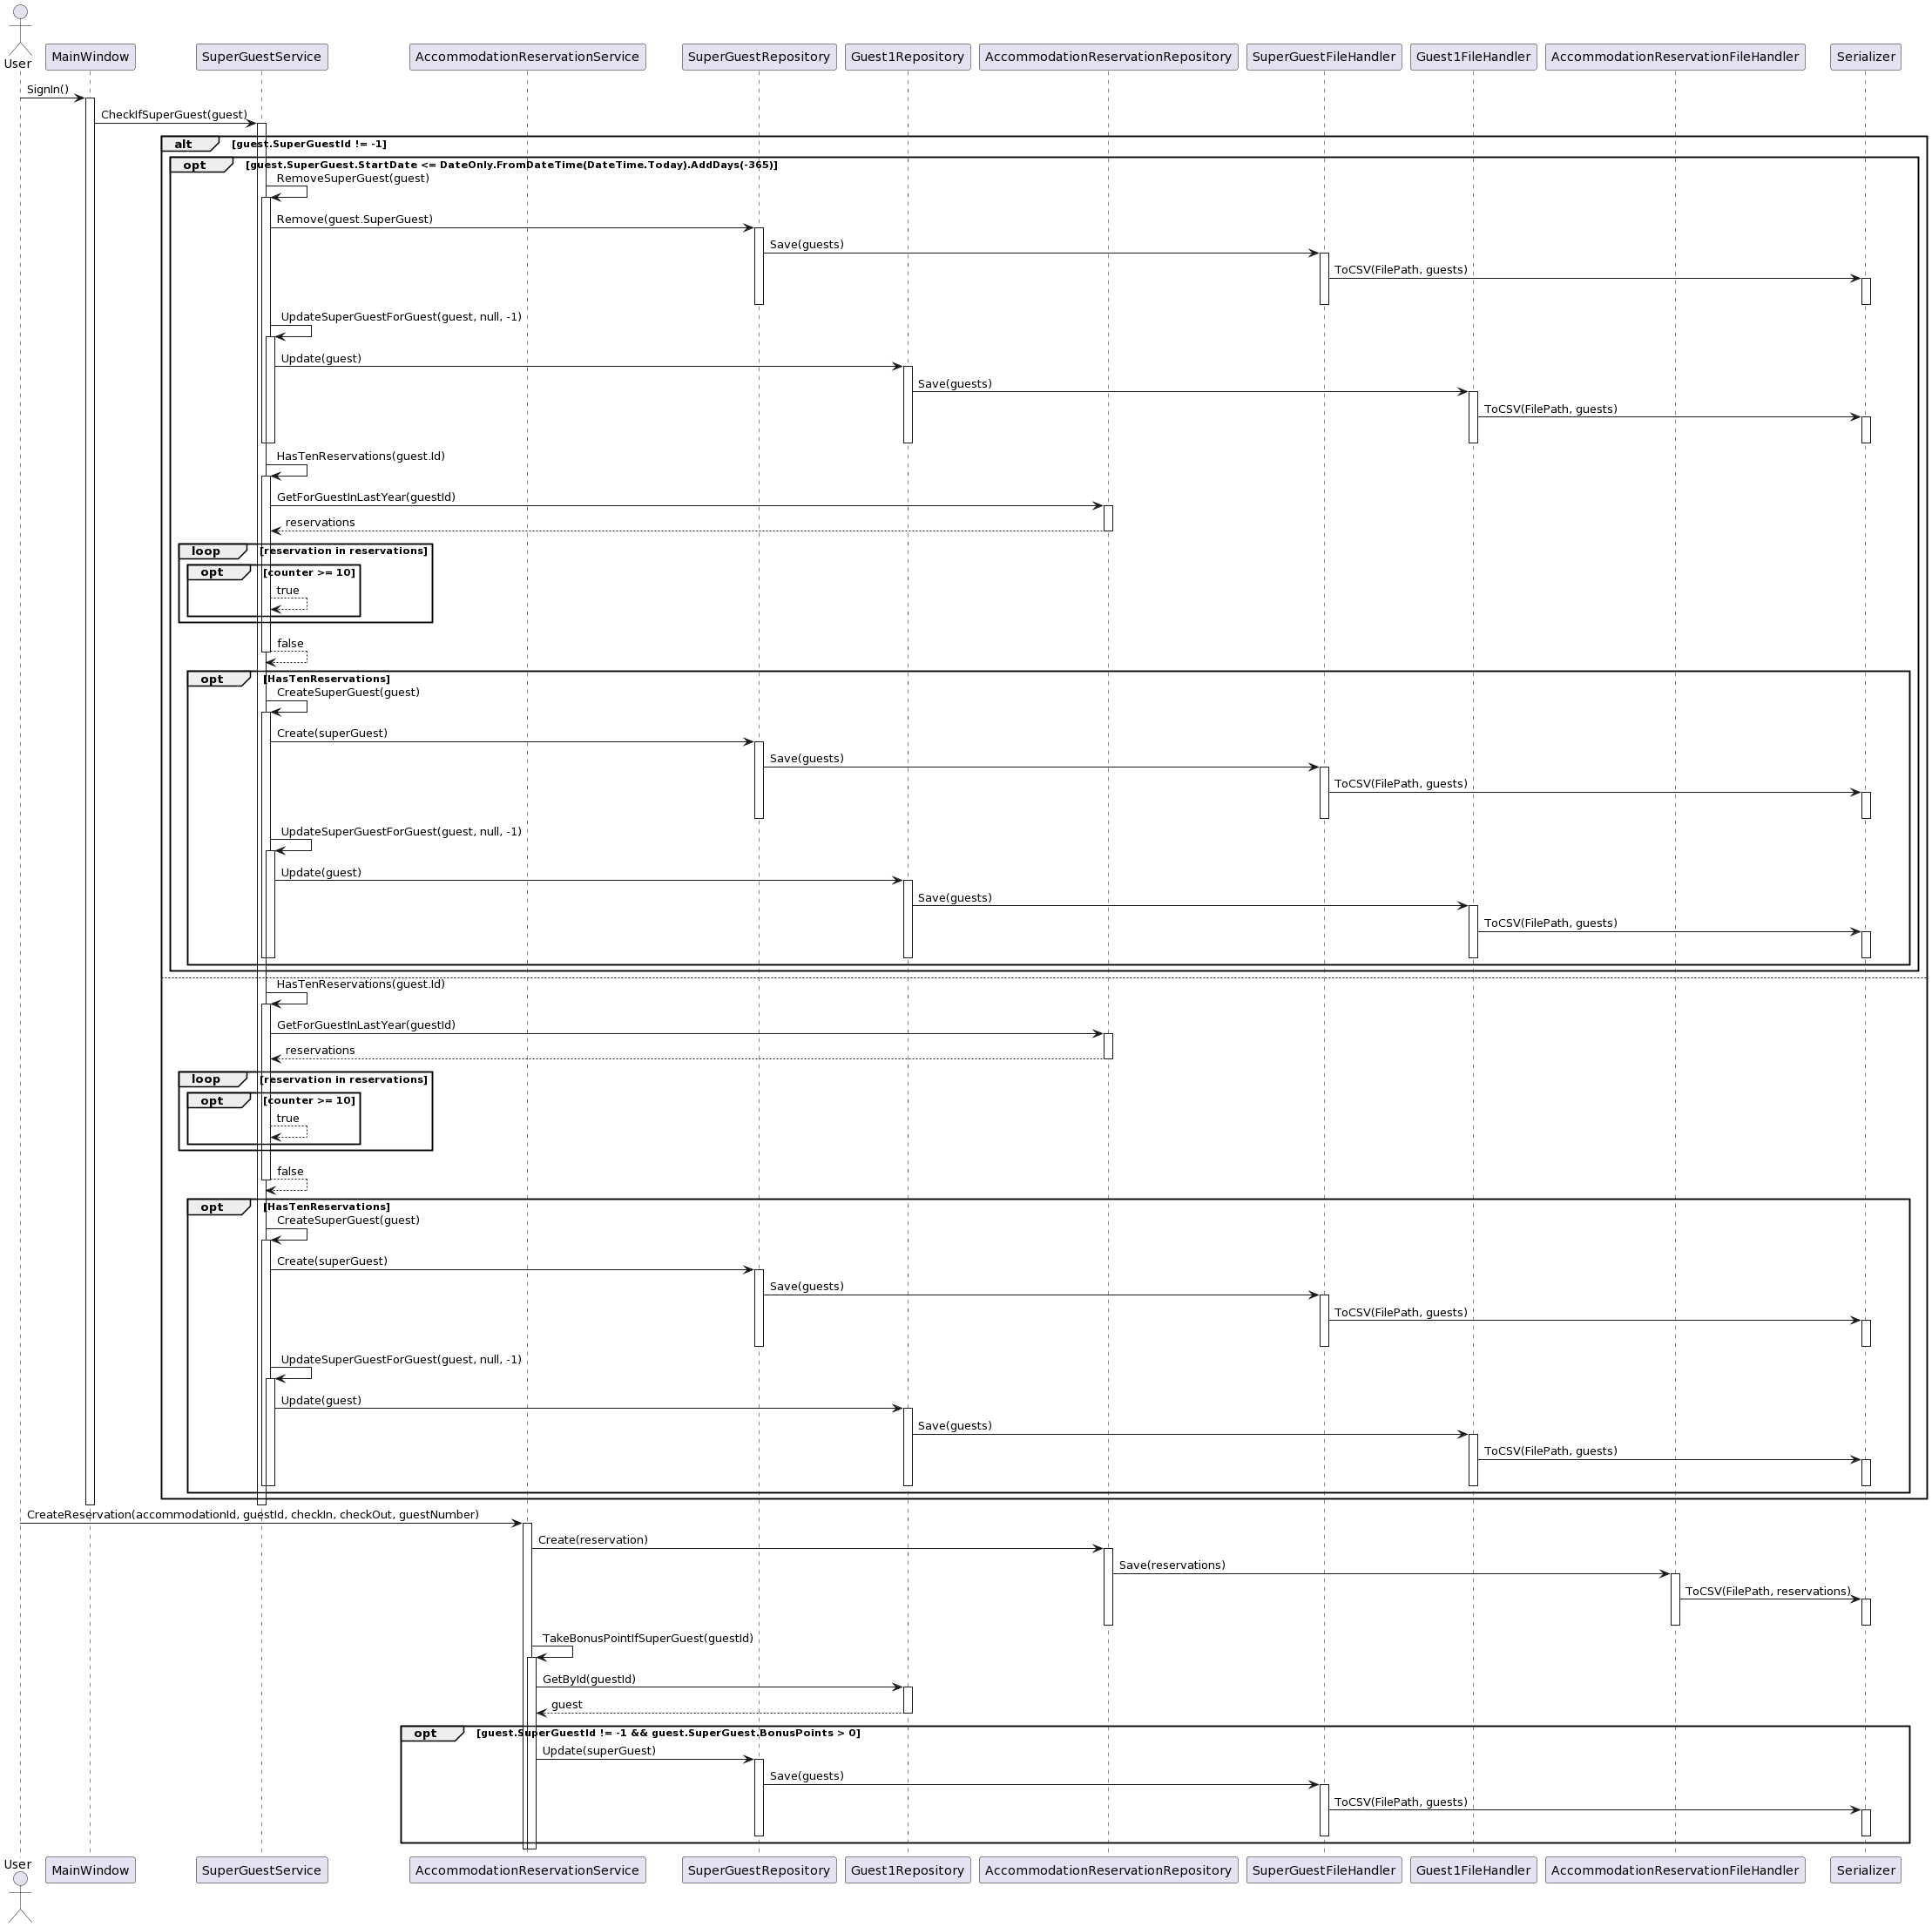 User
MainWindow
SuperGuestService
AccommodationReservationService
SuperGuestRepository
Guest1Repository
AccommodationReservationRepository
SuperGuestFileHandler
Guest1FileHandler
AccommodationReservationFileHandler
Serializer
SignIn()
CheckIfSuperGuest(guest)
alt [guest.SuperGuestId != -1]
opt [guest.SuperGuest.StartDate <= DateOnly.FromDateTime(DateTime.Today).AddDays(-365)]
RemoveSuperGuest(guest)
Remove(guest.SuperGuest)
Save(guests)
ToCSV(FilePath, guests)
UpdateSuperGuestForGuest(guest, null, -1)
Update(guest)
Save(guests)
ToCSV(FilePath, guests)
HasTenReservations(guest.Id)
GetForGuestInLastYear(guestId)
reservations
loop [reservation in reservations]
opt [counter >= 10]
true
false
opt [HasTenReservations]
CreateSuperGuest(guest)
Create(superGuest)
Save(guests)
ToCSV(FilePath, guests)
UpdateSuperGuestForGuest(guest, null, -1)
Update(guest)
Save(guests)
ToCSV(FilePath, guests)
HasTenReservations(guest.Id)
GetForGuestInLastYear(guestId)
reservations
loop [reservation in reservations]
opt [counter >= 10]
true
false
opt [HasTenReservations]
CreateSuperGuest(guest)
Create(superGuest)
Save(guests)
ToCSV(FilePath, guests)
UpdateSuperGuestForGuest(guest, null, -1)
Update(guest)
Save(guests)
ToCSV(FilePath, guests)
CreateReservation(accommodationId, guestId, checkIn, checkOut, guestNumber)
Create(reservation)
Save(reservations)
ToCSV(FilePath, reservations)
TakeBonusPointIfSuperGuest(guestId)
GetById(guestId)
guest
opt [guest.SuperGuestId != -1 && guest.SuperGuest.BonusPoints > 0]
Update(superGuest)
Save(guests)
ToCSV(FilePath, guests)
User
MainWindow
SuperGuestService
AccommodationReservationService
SuperGuestRepository
Guest1Repository
AccommodationReservationRepository
SuperGuestFileHandler
Guest1FileHandler
AccommodationReservationFileHandler
Serializer